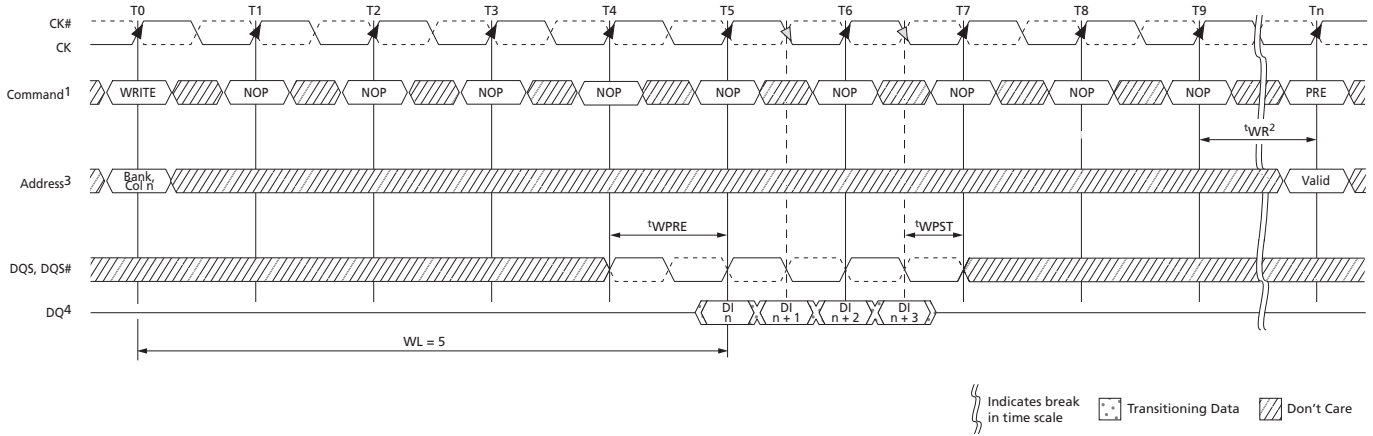 T0 T1 T2 T3 T4 T5 T6 T7 T8 T9 Tn
CK#
CK
Command1 WRITE NOP NOP NOP NOP NOP NOP NOP NOP NOP PRE
tWR2
Address3 Bank, Col n Valid
tWPRE tWPST
DQS, DQS#
DQ4 DI n DI n + 1 DI n + 2 DI n + 3
WL = 5
Indicates break in time scale
Transitioning Data
Don't Care